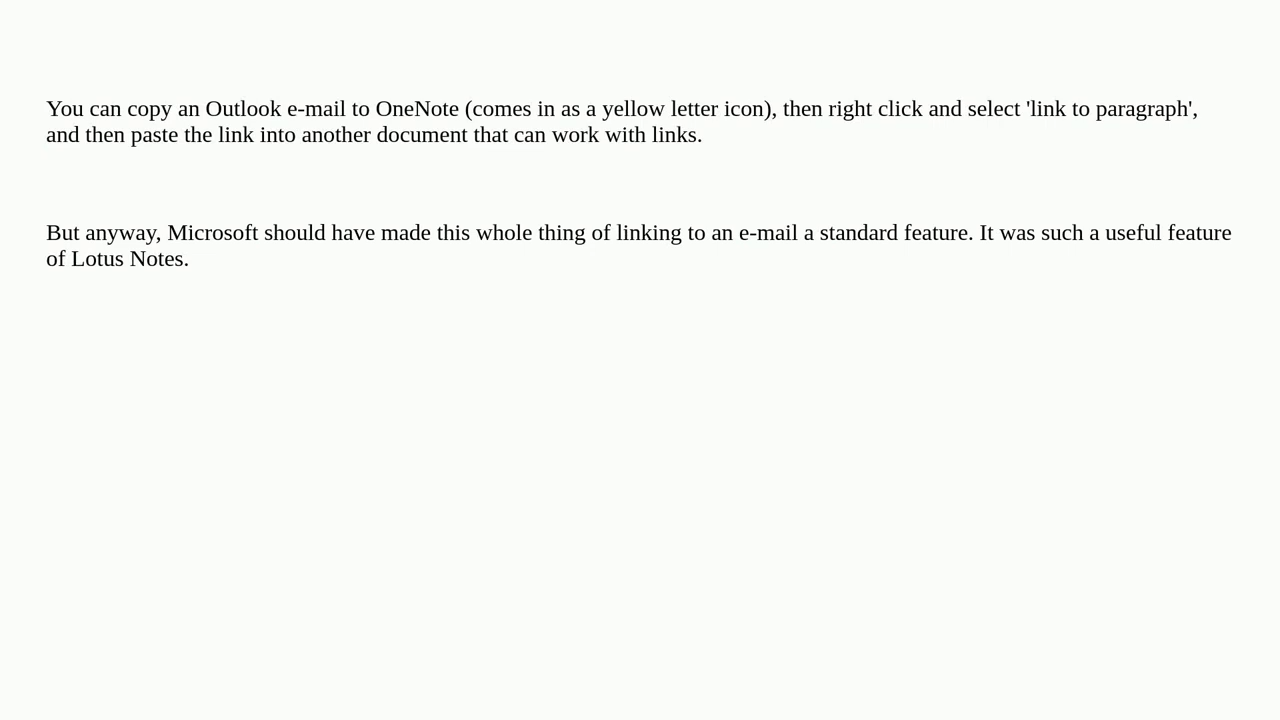 You can copy an Outlook e-mail to OneNote (comes in as a yellow letter icon), then right click and select 'link to paragraph',
and then paste the link into another document that can work with links.
But anyway, Microsoft should have made this whole thing of linking to an e-mail a standard feature. It was such a useful feature
of Lotus Notes.